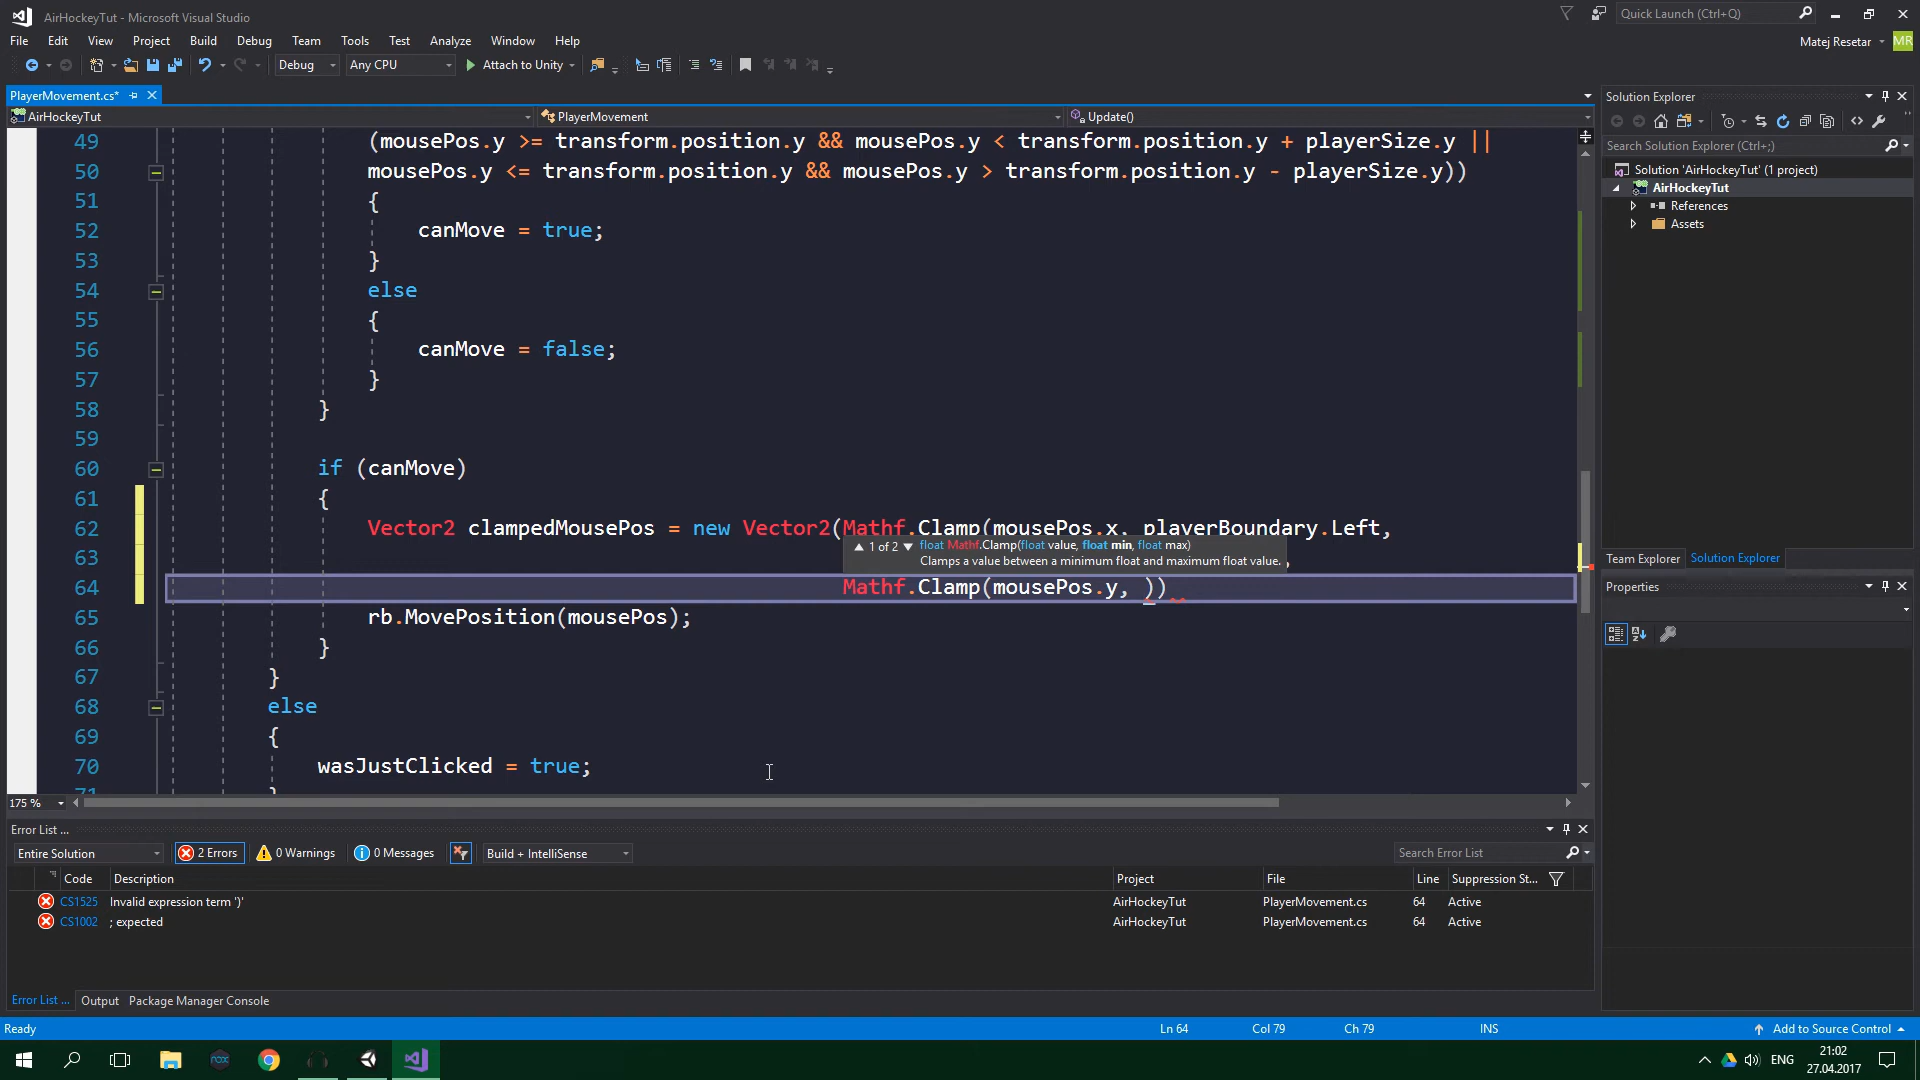 AirHockeyTut - Microsoft Visual Studio
Quick Launch (Ctrl+Q)
File Edit View Project Build Debug Team Tools Test Analyze Window Help
Matej Resetar MR
Debug Any CPU Attach to Unity
PlayerMovement.cs*
AirHockeyTut PlayerMovement Update()
49 (mousePos.y >= transform.position.y && mousePos.y < transform.position.y + playerSize.y ||
50 mousePos.y <= transform.position.y && mousePos.y > transform.position.y - playerSize.y))
51 {
52 canMove = true;
53 }
54 else
55 {
56 canMove = false;
57 }
58 }
59
60 if (canMove)
61 {
62 Vector2 clampedMousePos = new Vector2(Mathf.Clamp(mousePos.x, playerBoundary.Left,
1 of 2 float Mathf.Clamp(float value, float min, float max)
63 Clamps a value between a minimum float and maximum float value.
64 Mathf.Clamp(mousePos.y, ))
65 rb.MovePosition(mousePos);
66 }
67 }
68 else
69 {
70 wasJustClicked = true;
71 }
175 %
Solution Explorer
Search Solution Explorer (Ctrl+;)
Solution 'AirHockeyTut' (1 project)
AirHockeyTut
References
Assets
Team Explorer Solution Explorer
Properties
Error List ...
Entire Solution 2 Errors 0 Warnings 0 Messages Build + IntelliSense Search Error List
Code Description Project File Line Suppression St...
CS1525 Invalid expression term ')' AirHockeyTut PlayerMovement.cs 64 Active
CS1002 ; expected AirHockeyTut PlayerMovement.cs 64 Active
Error List ... Output Package Manager Console
Ready Ln 64 Col 79 Ch 79 INS Add to Source Control
ENG 21:02
27.04.2017